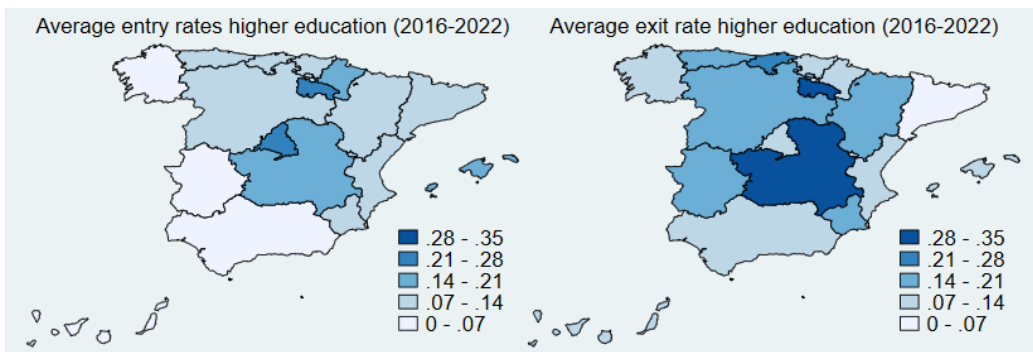 Average entry rates higher education (2016-2022)
.28 - .35
.21 - .28
.14 - .21
.07 - .14
0 - .07
Average exit rate higher education (2016-2022)
.28 - .35
.21 - .28
.14 - .21
.07 - .14
0 - .07